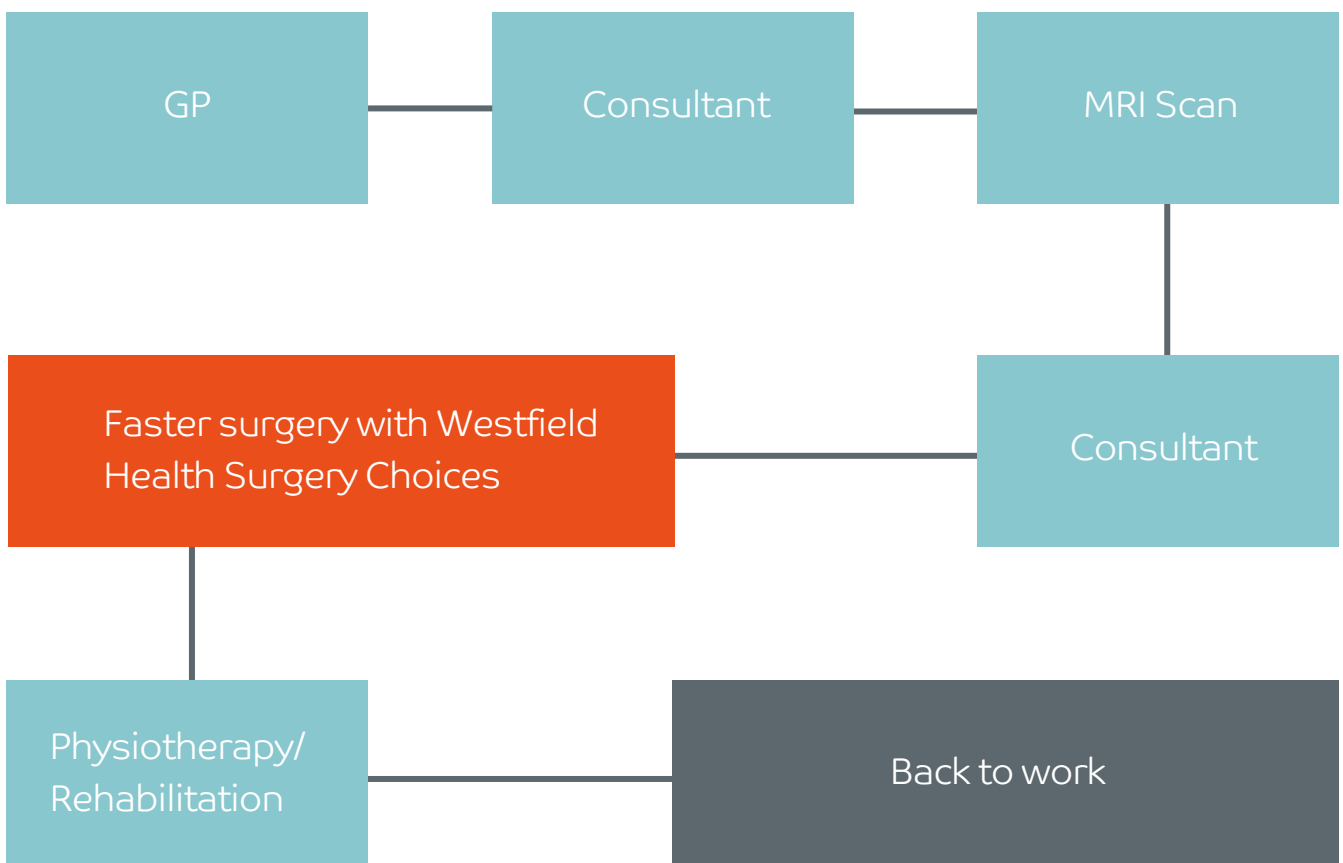 GP
Consultant
MRI Scan
Faster surgery with Westfield
Health Surgery Choices
Consultant
Physiotherapy/
Rehabilitation
Back to work